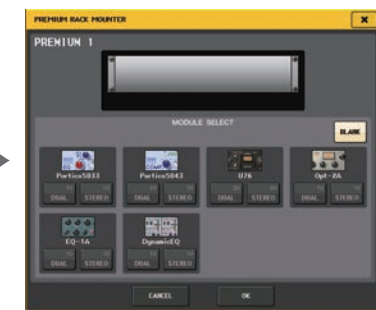 PREMIUM RACK MOUNTER
PREMIUM 1
MODULE SELECT
BLANK
Portico5033 Portico5043 U76 Opt-2A
DUAL STEREO DUAL STEREO DUAL STEREO DUAL STEREO
EQ-1A DynamicEQ
DUAL STEREO DUAL STEREO
CANCEL OK